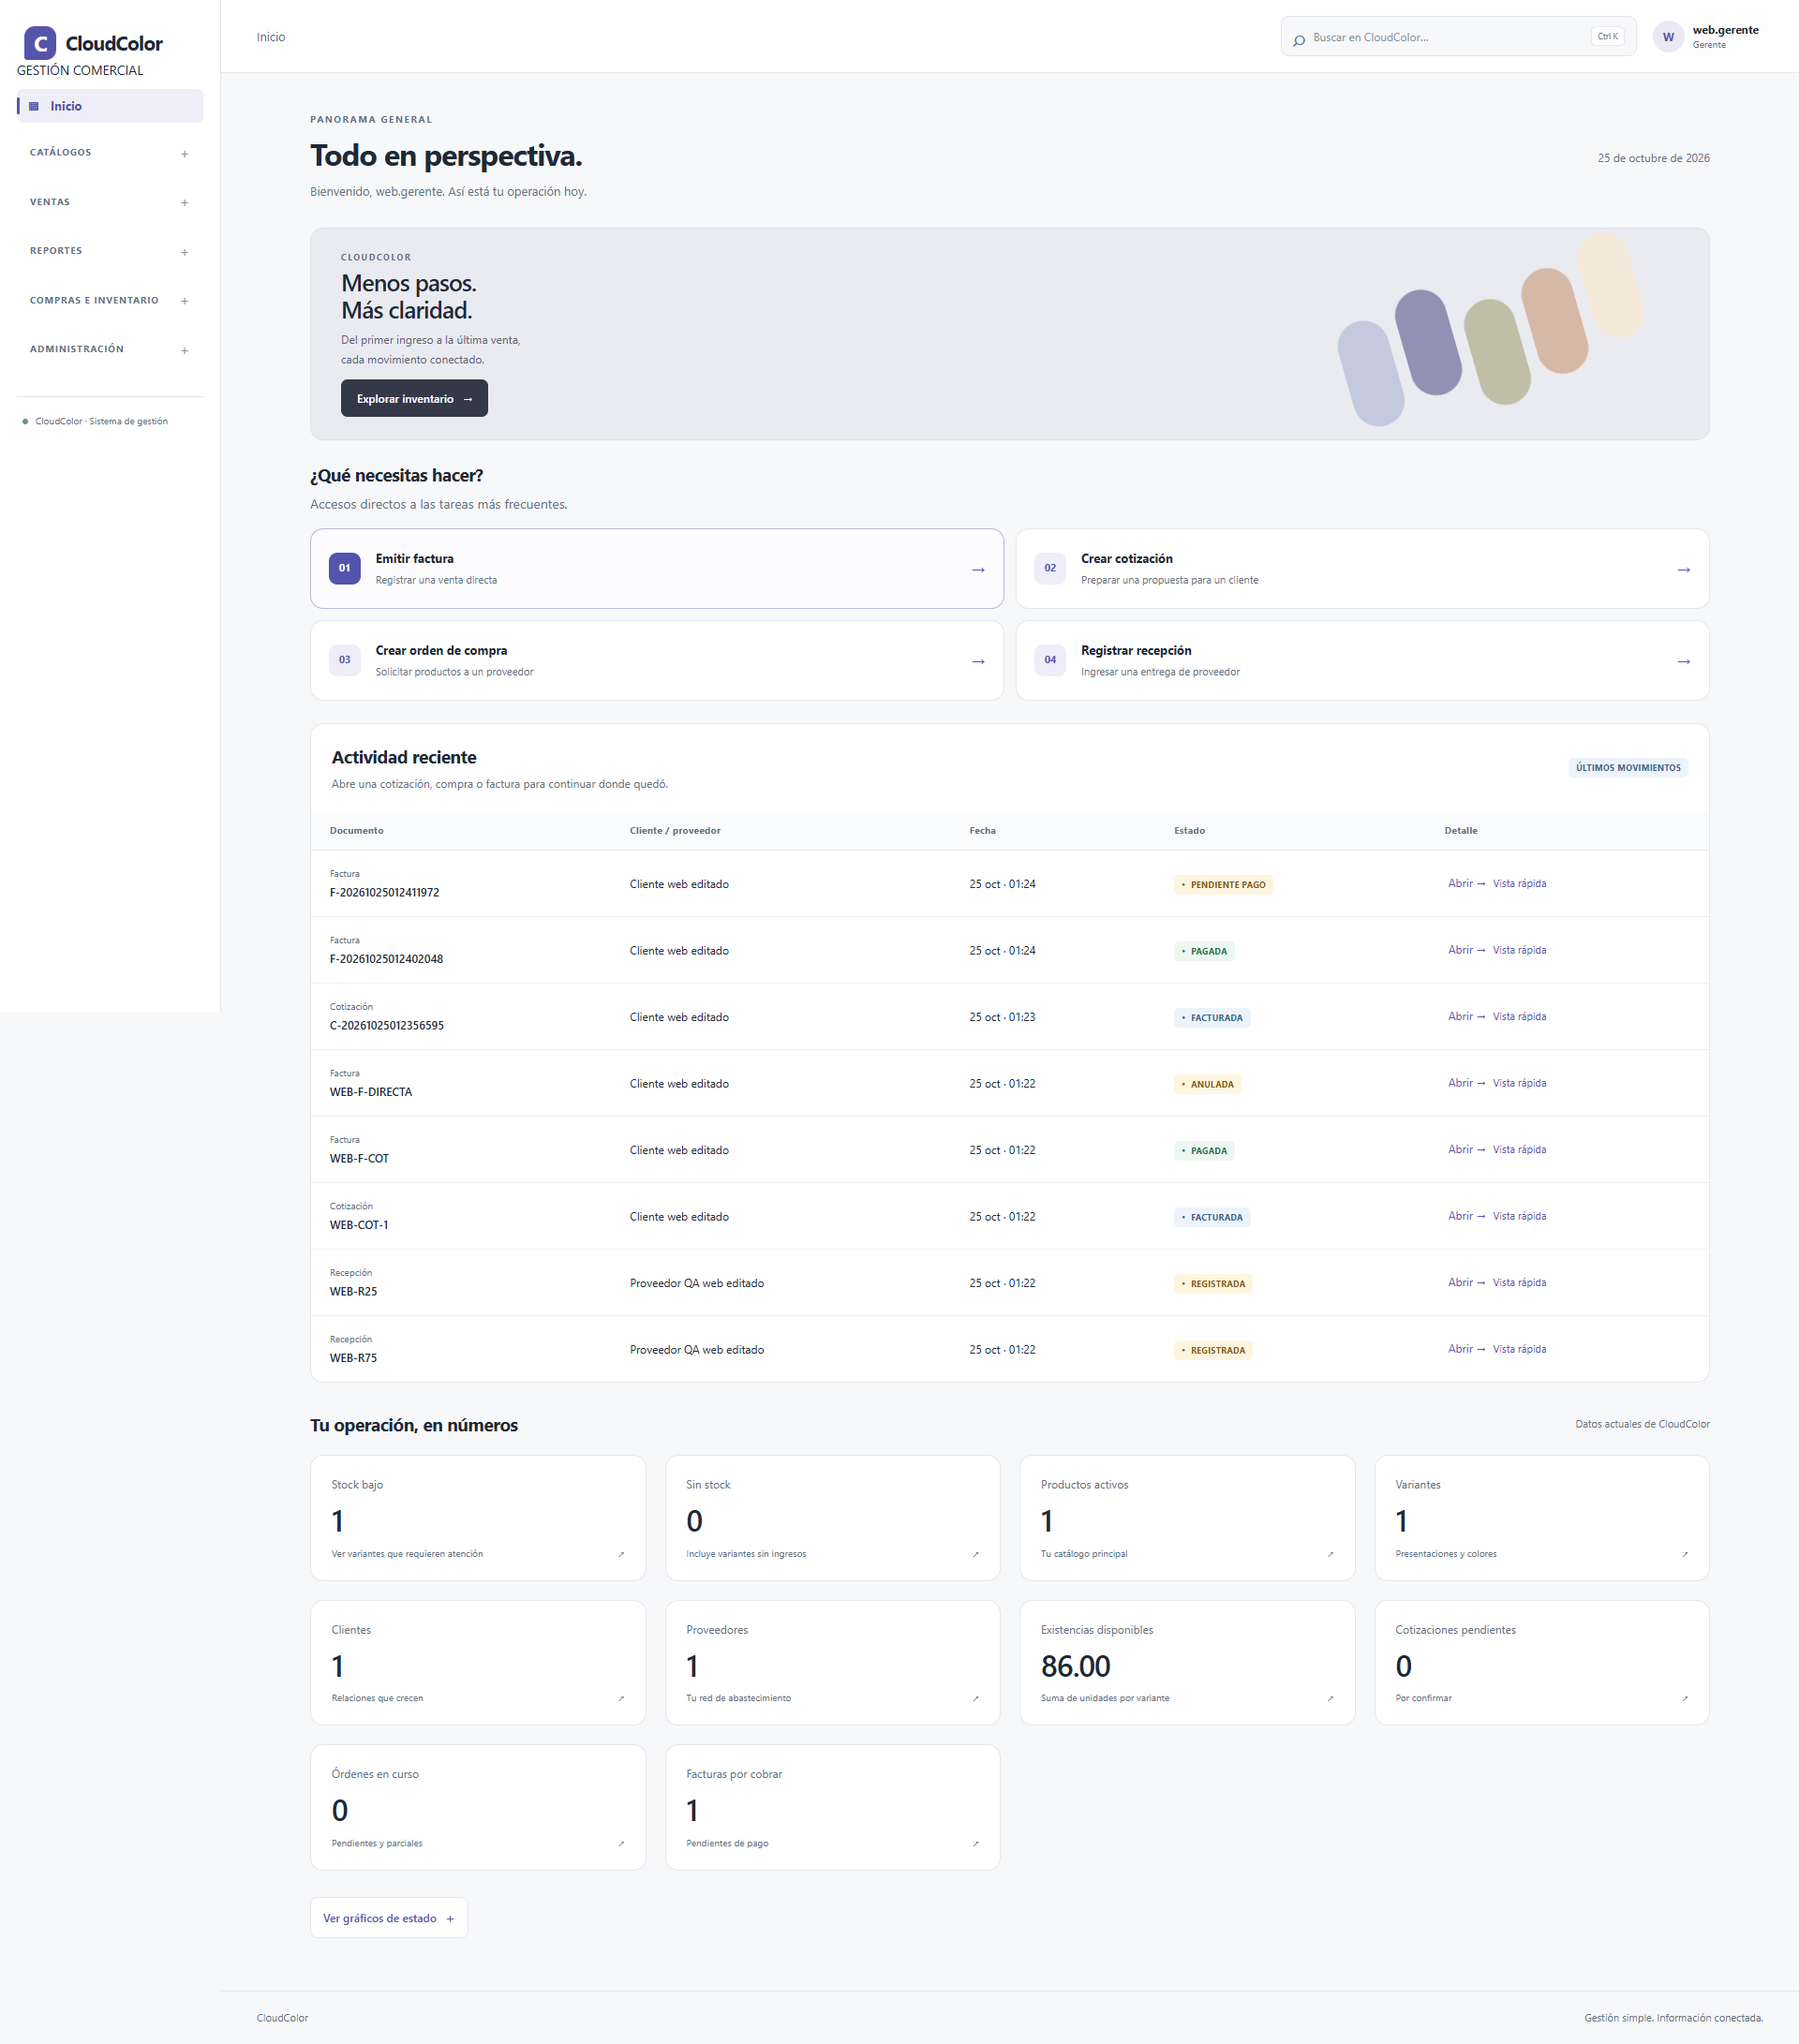 C CloudColor
GESTIÓN COMERCIAL
Inicio
CATÁLOGOS +
VENTAS +
REPORTES +
COMPRAS E INVENTARIO +
ADMINISTRACIÓN +
CloudColor · Sistema de gestión
Inicio
Buscar en CloudColor... Ctrl K
W web.gerente
Gerente
PANORAMA GENERAL
Todo en perspectiva.
25 de octubre de 2026
Bienvenido, web.gerente. Así está tu operación hoy.
CLOUDCOLOR
Menos pasos.
Más claridad.
Del primer ingreso a la última venta,
cada movimiento conectado.
Explorar inventario →
¿Qué necesitas hacer?
Accesos directos a las tareas más frecuentes.
01 Emitir factura →
Registrar una venta directa
02 Crear cotización →
Preparar una propuesta para un cliente
03 Crear orden de compra →
Solicitar productos a un proveedor
04 Registrar recepción →
Ingresar una entrega de proveedor
Actividad reciente
ÚLTIMOS MOVIMIENTOS
Abre una cotización, compra o factura para continuar donde quedó.
Documento Cliente / proveedor Fecha Estado Detalle
Factura
F-20261025012411972 Cliente web editado 25 oct · 01:24 • PENDIENTE PAGO Abrir → Vista rápida
Factura
F-20261025012402048 Cliente web editado 25 oct · 01:24 • PAGADA Abrir → Vista rápida
Cotización
C-20261025012356595 Cliente web editado 25 oct · 01:23 • FACTURADA Abrir → Vista rápida
Factura
WEB-F-DIRECTA Cliente web editado 25 oct · 01:22 • ANULADA Abrir → Vista rápida
Factura
WEB-F-COT Cliente web editado 25 oct · 01:22 • PAGADA Abrir → Vista rápida
Cotización
WEB-COT-1 Cliente web editado 25 oct · 01:22 • FACTURADA Abrir → Vista rápida
Recepción
WEB-R25 Proveedor QA web editado 25 oct · 01:22 • REGISTRADA Abrir → Vista rápida
Recepción
WEB-R75 Proveedor QA web editado 25 oct · 01:22 • REGISTRADA Abrir → Vista rápida
Tu operación, en números
Datos actuales de CloudColor
Stock bajo
1
Ver variantes que requieren atención ↗
Sin stock
0
Incluye variantes sin ingresos ↗
Productos activos
1
Tu catálogo principal ↗
Variantes
1
Presentaciones y colores ↗
Clientes
1
Relaciones que crecen ↗
Proveedores
1
Tu red de abastecimiento ↗
Existencias disponibles
86.00
Suma de unidades por variante ↗
Cotizaciones pendientes
0
Por confirmar ↗
Órdenes en curso
0
Pendientes y parciales ↗
Facturas por cobrar
1
Pendientes de pago ↗
Ver gráficos de estado +
CloudColor
Gestión simple. Información conectada.